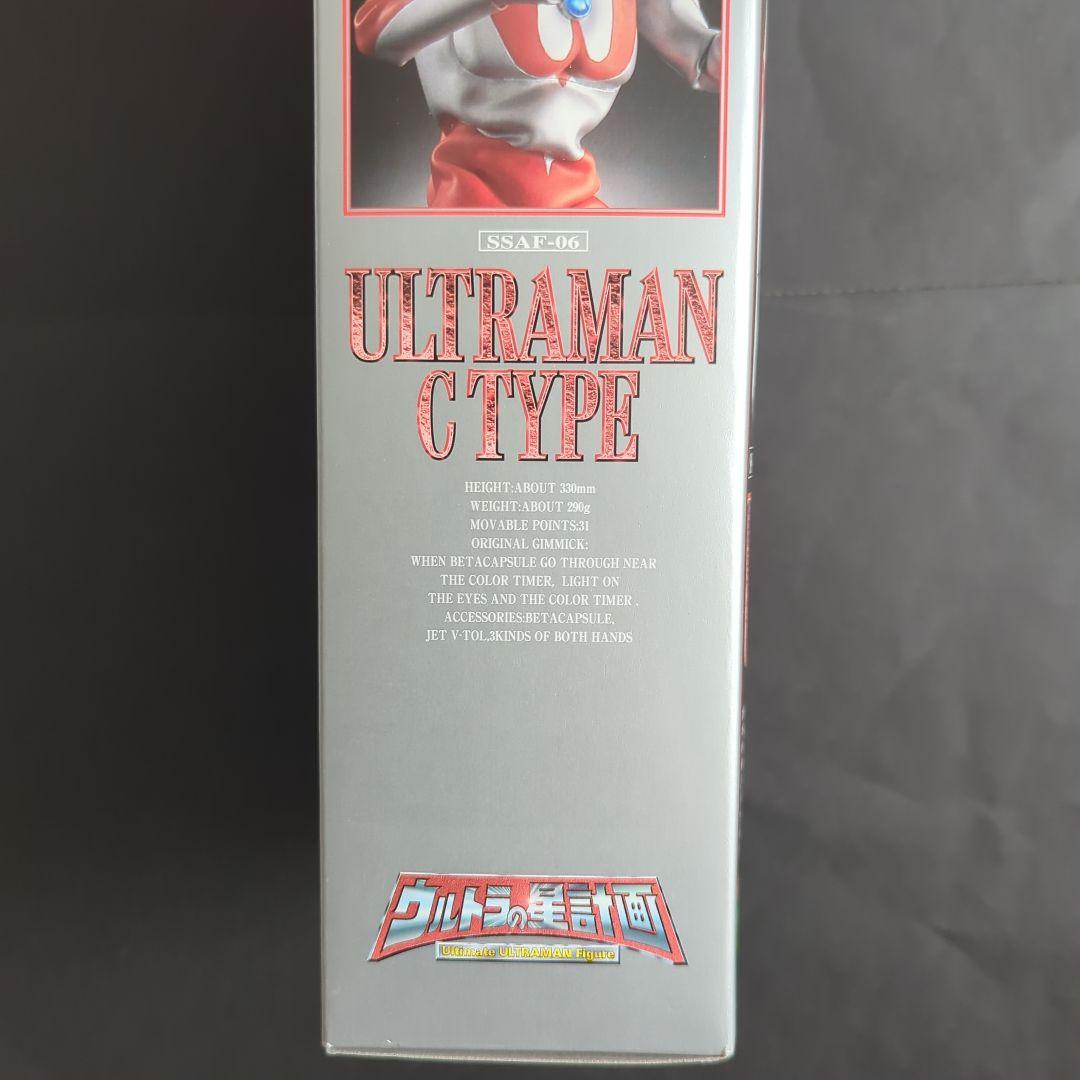 SSAF-06
ULTRAMAN
C TYPE
HEIGHT:ABOUT 330mm
WEIGHT:ABOUT 290g
MOVABLE POINTS:31
ORIGINAL GIMMICK:
WHEN BETACAPSULE GO THROUGH NEAR
THE COLOR TIMER, LIGHT ON
THE EYES AND THE COLOR TIMER.
ACCESSORIES:BETACAPSULE,
JET V-TOL,3KINDS OF BOTH HANDS
ウルトラの星計画
Ultimate ULTRAMAN Figure